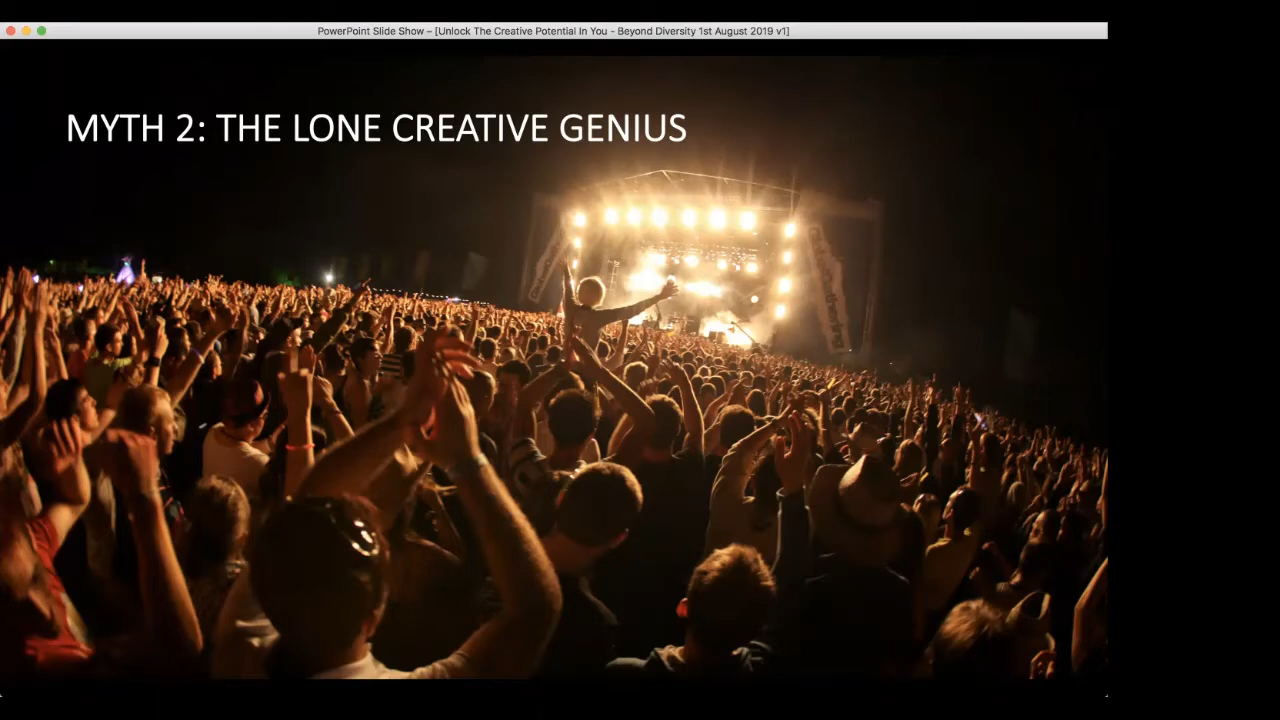 PowerPoint Slide Show – [Unlock The Creative Potential In You - Beyond Diversity 1st August 2019 v1]
MYTH 2: THE LONE CREATIVE GENIUS